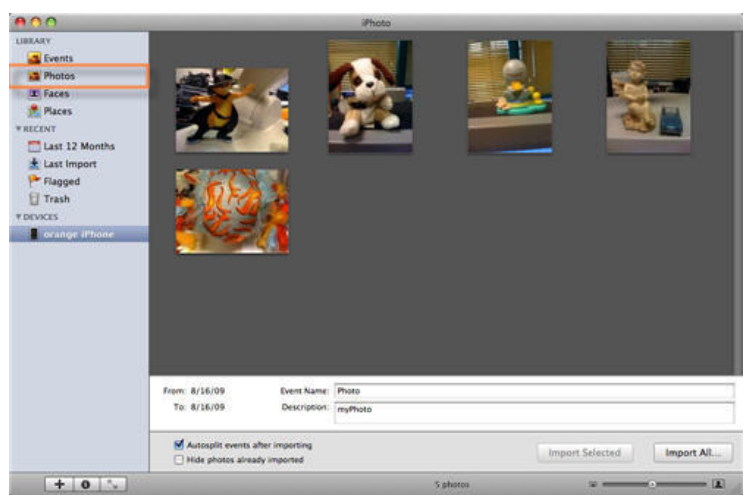 iPhoto
LIBRARY
Events
Photos
Faces
Places
RECENT
Last 12 Months
Last Import
Flagged
Trash
DEVICES
orange iPhone
From: 8/16/09
Event Name: Photo
To: 8/16/09
Description: myPhoto
Autosplit events after importing
Hide photos already imported
Import Selected
Import All...
5 photos